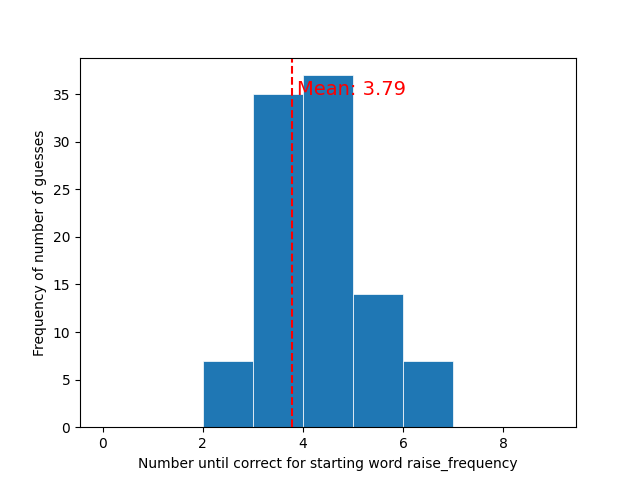 Mean: 3.79
35
30
25
20
15
10
5
0
Frequency of number of guesses
0 2 4 6 8
Number until correct for starting word raise_frequency